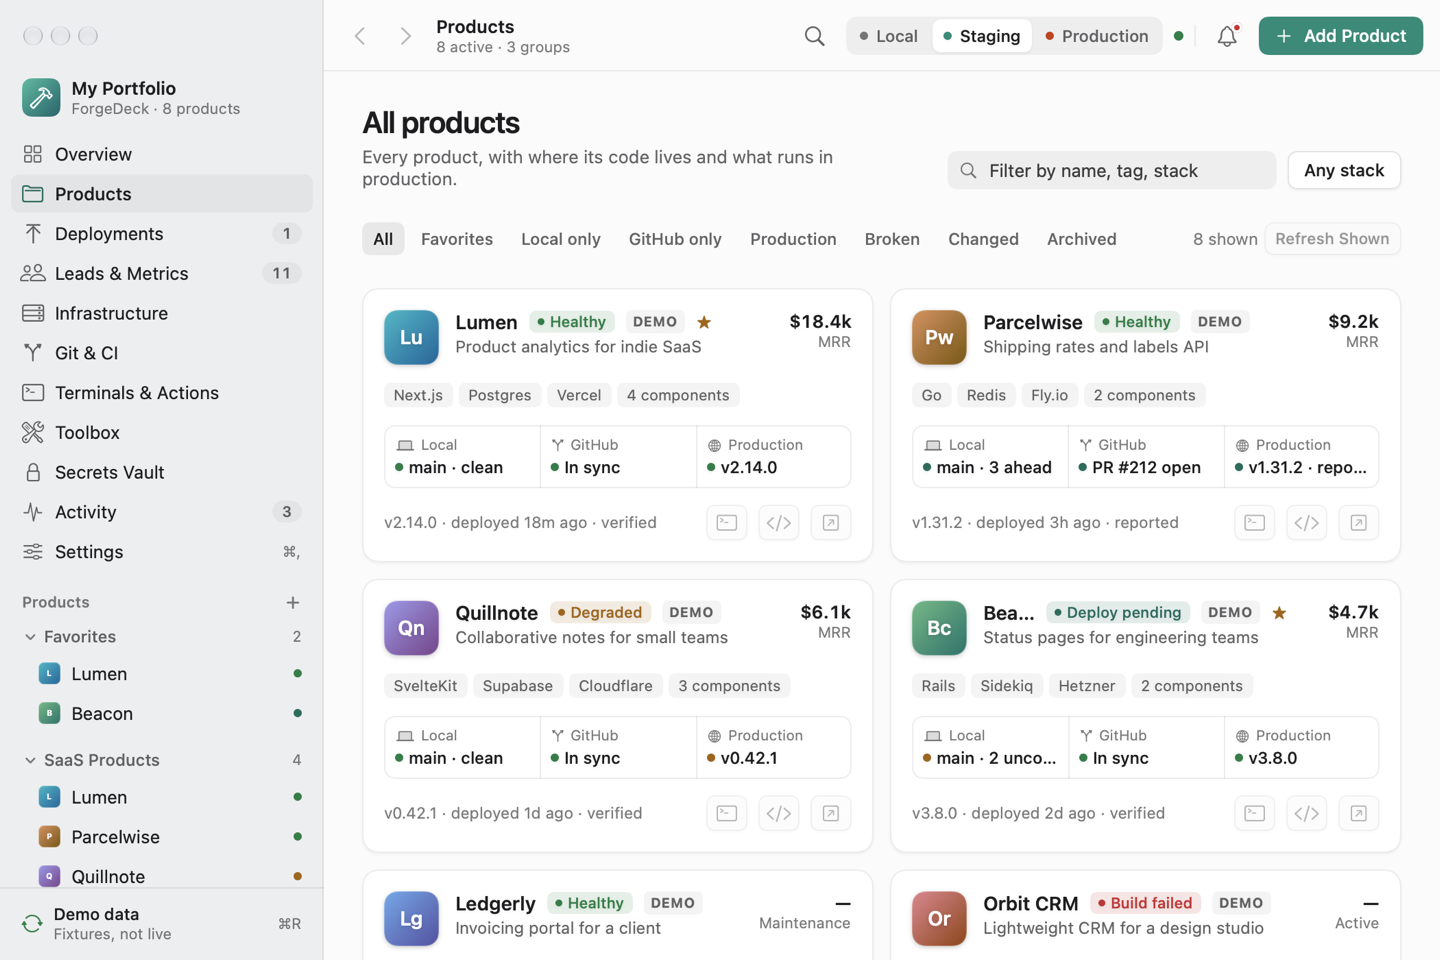 My Portfolio
ForgeDeck · 8 products
Overview
Products
Deployments 1
Leads & Metrics 11
Infrastructure
Git & CI
Terminals & Actions
Toolbox
Secrets Vault
Activity 3
Settings ⌘,
Products +
Favorites 2
L Lumen
B Beacon
SaaS Products 4
L Lumen
P Parcelwise
Q Quillnote
Demo data
Fixtures, not live
⌘R
Products
8 active · 3 groups
Local Staging Production
+ Add Product
All products
Every product, with where its code lives and what runs in
production.
Filter by name, tag, stack
Any stack
All Favorites Local only GitHub only Production Broken Changed Archived
8 shown Refresh Shown
Lu
Lumen Healthy DEMO ★
Product analytics for indie SaaS
$18.4k
MRR
Next.js Postgres Vercel 4 components
Local GitHub Production
main · clean In sync v2.14.0
v2.14.0 · deployed 18m ago · verified
Pw
Parcelwise Healthy DEMO
Shipping rates and labels API
$9.2k
MRR
Go Redis Fly.io 2 components
Local GitHub Production
main · 3 ahead PR #212 open v1.31.2 · repo...
v1.31.2 · deployed 3h ago · reported
Qn
Quillnote Degraded DEMO
Collaborative notes for small teams
$6.1k
MRR
SvelteKit Supabase Cloudflare 3 components
Local GitHub Production
main · clean In sync v0.42.1
v0.42.1 · deployed 1d ago · verified
Bc
Bea... Deploy pending DEMO ★
Status pages for engineering teams
$4.7k
MRR
Rails Sidekiq Hetzner 2 components
Local GitHub Production
main · 2 unco... In sync v3.8.0
v3.8.0 · deployed 2d ago · verified
Lg
Ledgerly Healthy DEMO
Invoicing portal for a client
—
Maintenance
Or
Orbit CRM Build failed DEMO
Lightweight CRM for a design studio
—
Active